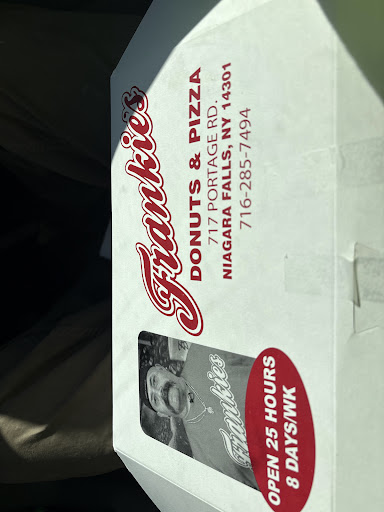 Frankie's
DONUTS & PIZZA
717 PORTAGE RD.
NIAGARA FALLS, NY 14301
716-285-7494
Frankies
OPEN 25 HOURS
8 DAYS/WK